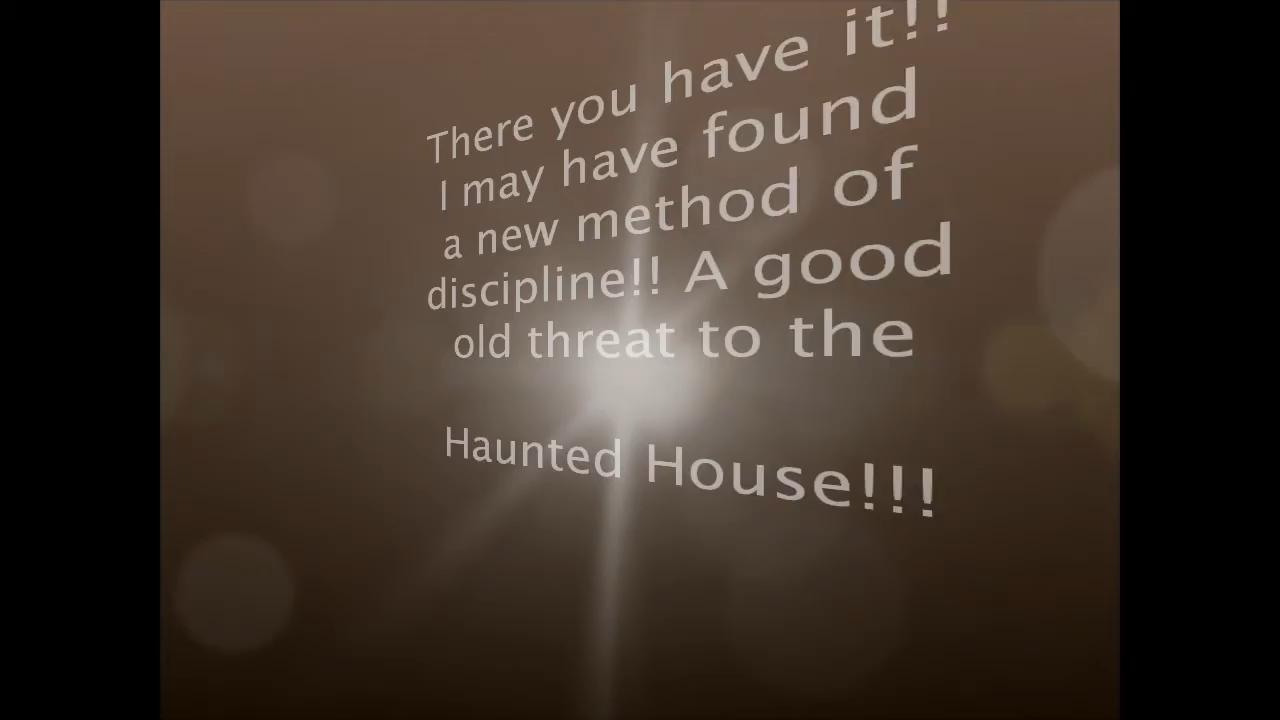 There you have it!!
I may have found
a new method of
discipline!! A good
old threat to the
Haunted House!!!